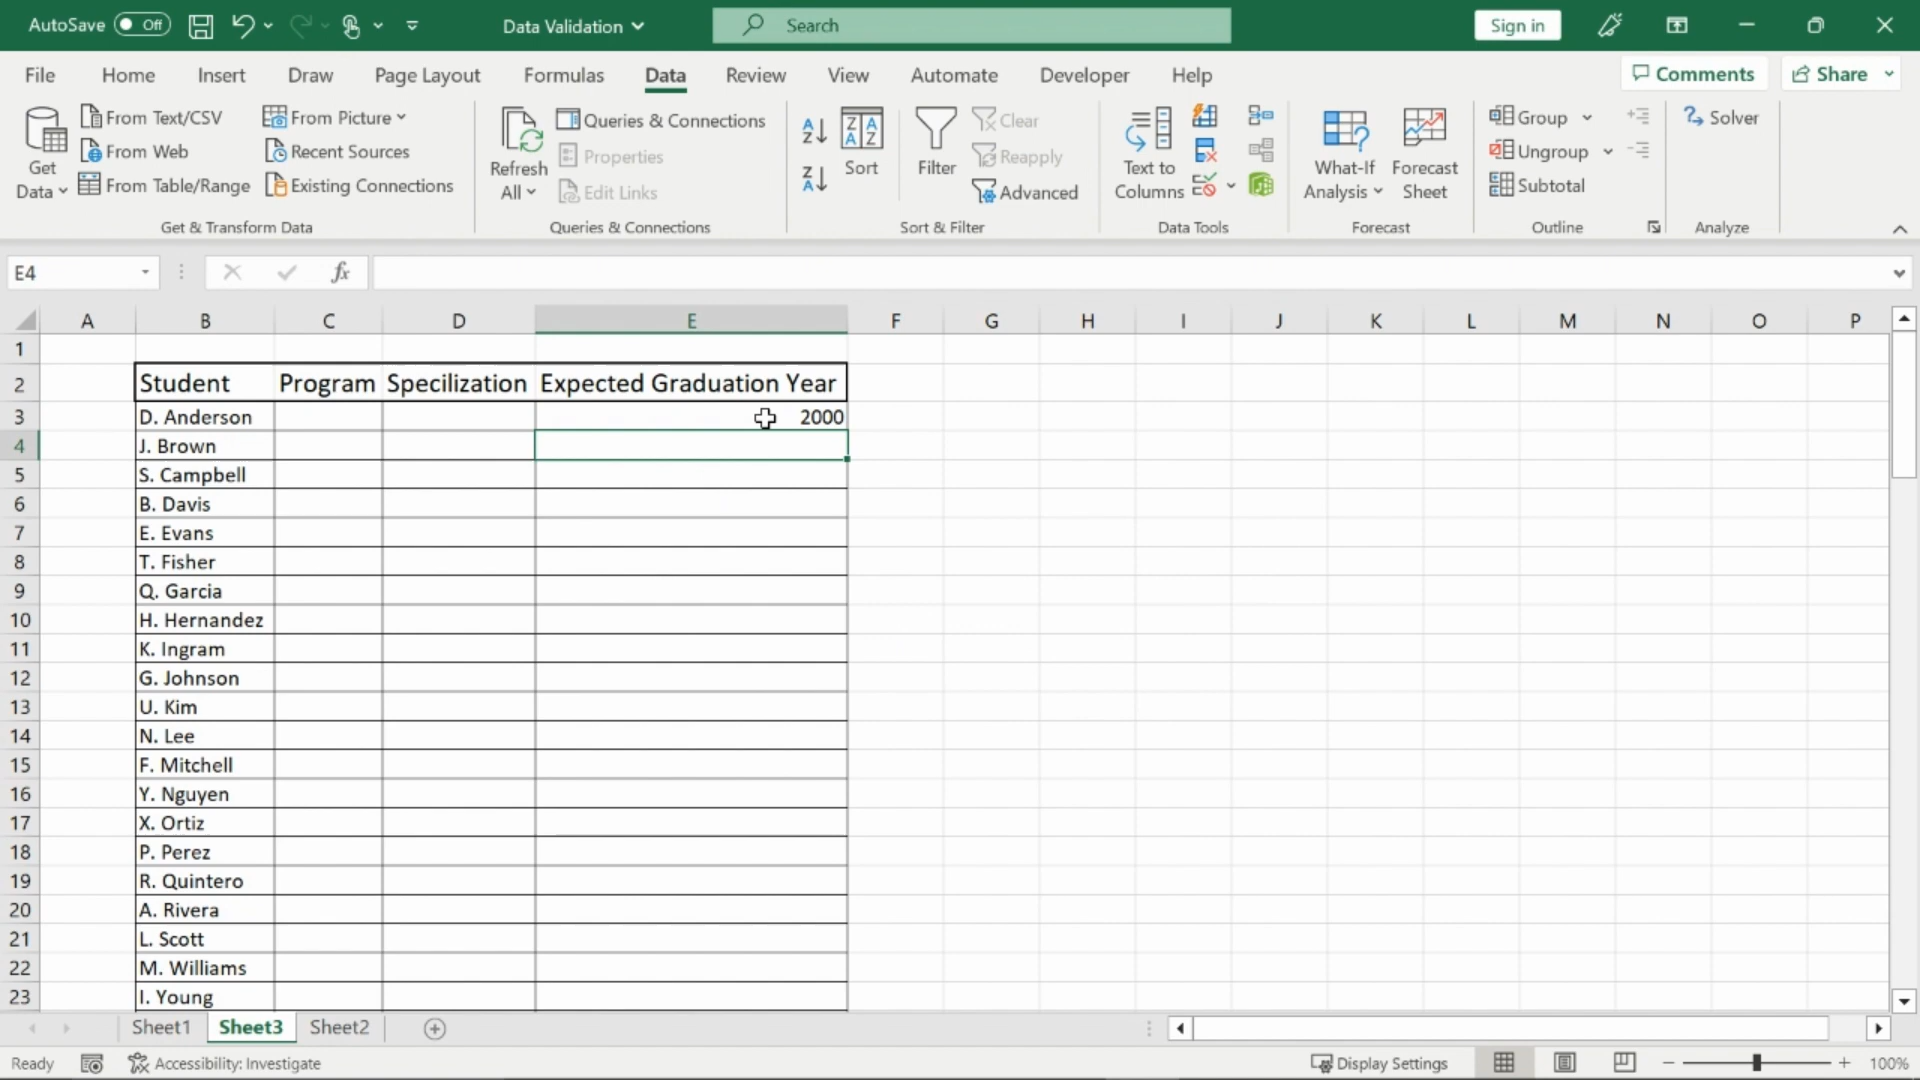 AutoSave Off Data Validation Search Sign in
File Home Insert Draw Page Layout Formulas Data Review View Automate Developer Help Comments Share
Get Data
From Text/CSV
From Web
From Table/Range
From Picture
Recent Sources
Existing Connections
Get & Transform Data
Refresh All
Queries & Connections
Properties
Edit Links
Queries & Connections
Sort
Filter
Clear
Reapply
Advanced
Sort & Filter
Text to Columns
Data Tools
What-If Analysis
Forecast Sheet
Forecast
Group
Ungroup
Subtotal
Outline
Solver
Analyze
E4 fx
A B C D E F G H I J K L M N O P
1
2 Student Program Specilization Expected Graduation Year
3 D. Anderson 2000
4 J. Brown
5 S. Campbell
6 B. Davis
7 E. Evans
8 T. Fisher
9 Q. Garcia
10 H. Hernandez
11 K. Ingram
12 G. Johnson
13 U. Kim
14 N. Lee
15 F. Mitchell
16 Y. Nguyen
17 X. Ortiz
18 P. Perez
19 R. Quintero
20 A. Rivera
21 L. Scott
22 M. Williams
23 I. Young
Sheet1 Sheet3 Sheet2
Ready Accessibility: Investigate Display Settings 100%